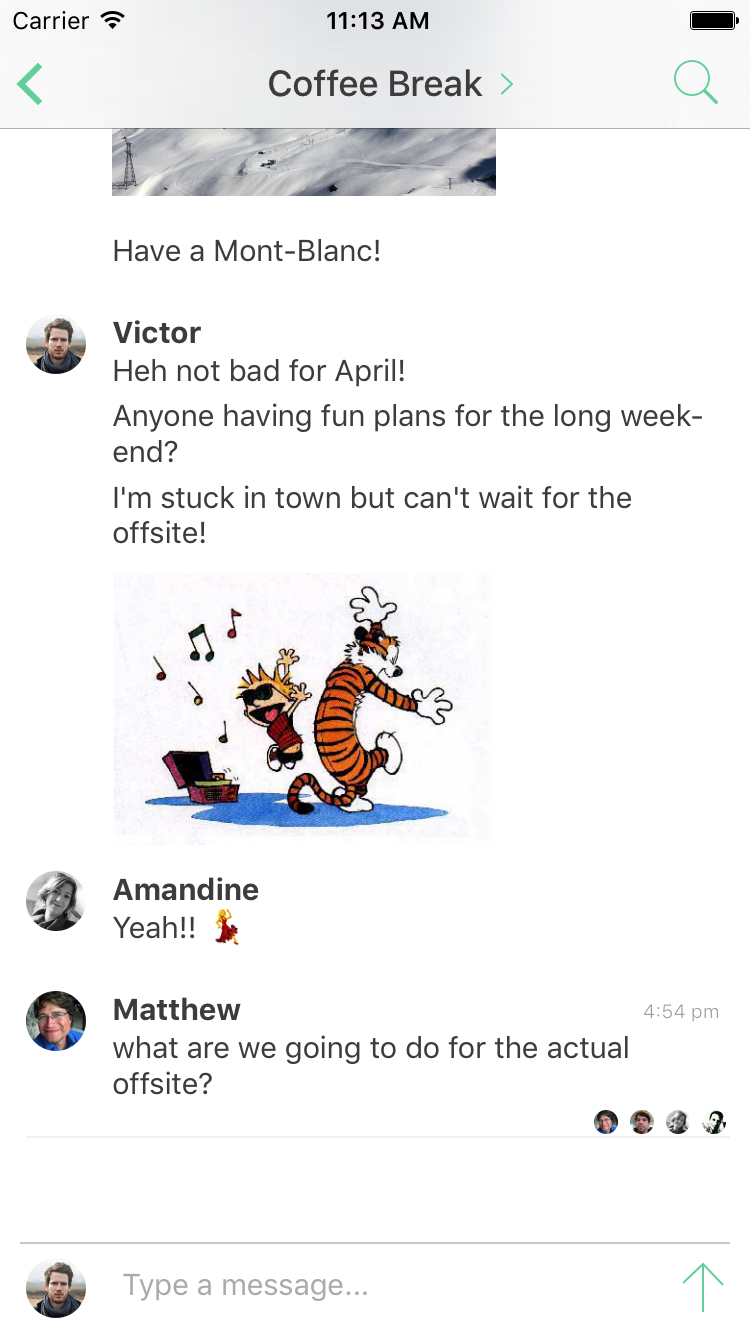 Carrier 11:13 AM
Coffee Break
Have a Mont-Blanc!
Victor
Heh not bad for April!
Anyone having fun plans for the long week-
end?
I'm stuck in town but can't wait for the
offsite!
Amandine
Yeah!! 💃
Matthew 4:54 pm
what are we going to do for the actual
offsite?
Type a message...